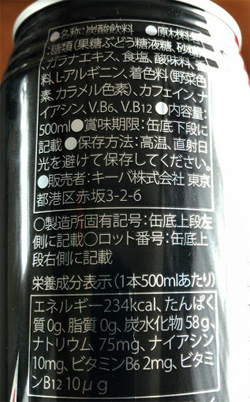 ●名称:炭酸飲料 ●原材料名:
糖類(果糖ぶどう糖液糖、砂糖)、
ガラナエキス、食塩、酸味料、
料、L-アルギニン、着色料(野菜色
素、カラメル色素)、カフェイン、ナ
イアシン、V.B6、V.B12 ●内容量:
500ml ●賞味期限:缶底下段に
記載 ●保存方法:高温、直射日
光を避けて保存してください。
●販売者:キーバ株式会社 東京
都港区赤坂3-2-6
○製造所固有記号:缶底上段左
側に記載○ロット番号:缶底上
段右側に記載
栄養成分表示(1本500mlあたり)
エネルギー234kcal、たんぱく
質0g、脂質0g、炭水化物58g、
ナトリウム75mg、ナイアシン
10mg、ビタミンB6 2mg、ビタミ
ンB12 10μg